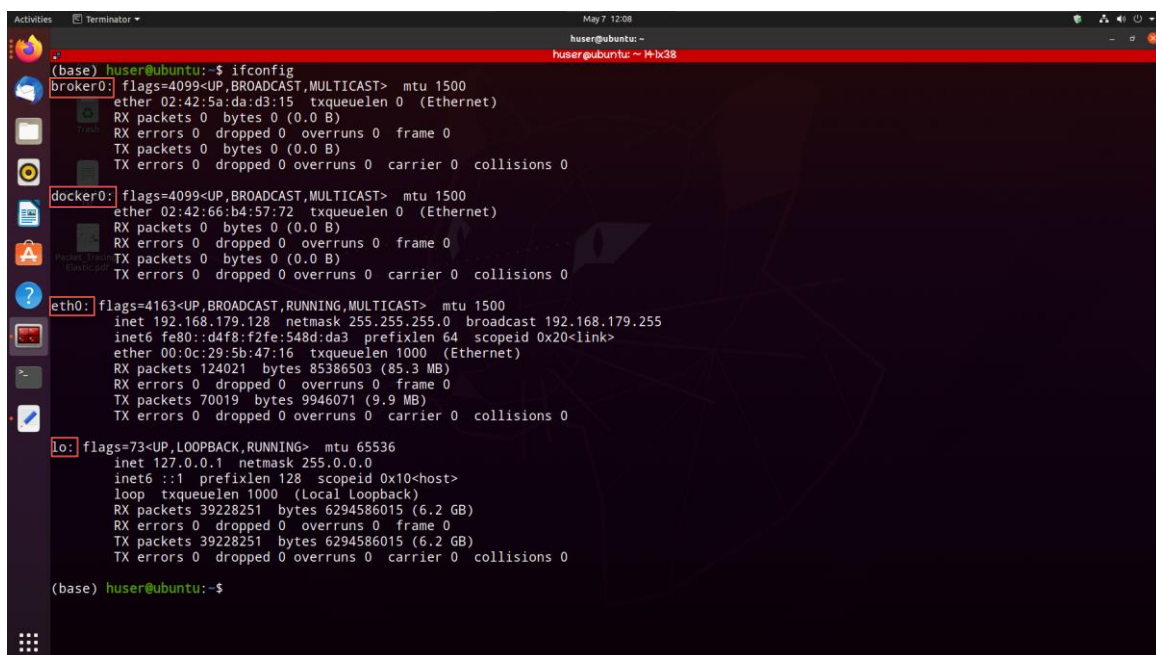 Activities Terminator May 7 12:08
huser@ubuntu: ~
huser@ubuntu: ~ 141x38
(base) huser@ubuntu:~$ ifconfig
broker0: flags=4099<UP,BROADCAST,MULTICAST> mtu 1500
ether 02:42:5a:da:d3:15 txqueuelen 0 (Ethernet)
RX packets 0 bytes 0 (0.0 B)
Trash
RX errors 0 dropped 0 overruns 0 frame 0
TX packets 0 bytes 0 (0.0 B)
TX errors 0 dropped 0 overruns 0 carrier 0 collisions 0
docker0: flags=4099<UP,BROADCAST,MULTICAST> mtu 1500
ether 02:42:66:b4:57:72 txqueuelen 0 (Ethernet)
RX packets 0 bytes 0 (0.0 B)
RX errors 0 dropped 0 overruns 0 frame 0
Packet_Tracing
TX packets 0 bytes 0 (0.0 B)
Elastic.pdf
TX errors 0 dropped 0 overruns 0 carrier 0 collisions 0
eth0: flags=4163<UP,BROADCAST,RUNNING,MULTICAST> mtu 1500
inet 192.168.179.128 netmask 255.255.255.0 broadcast 192.168.179.255
inet6 fe80::d4f8:f2fe:548d:da3 prefixlen 64 scopeid 0x20<link>
ether 00:0c:29:5b:47:16 txqueuelen 1000 (Ethernet)
RX packets 124021 bytes 85386503 (85.3 MB)
RX errors 0 dropped 0 overruns 0 frame 0
TX packets 70019 bytes 9946071 (9.9 MB)
TX errors 0 dropped 0 overruns 0 carrier 0 collisions 0
lo: flags=73<UP,LOOPBACK,RUNNING> mtu 65536
inet 127.0.0.1 netmask 255.0.0.0
inet6 ::1 prefixlen 128 scopeid 0x10<host>
loop txqueuelen 1000 (Local Loopback)
RX packets 39228251 bytes 6294586015 (6.2 GB)
RX errors 0 dropped 0 overruns 0 frame 0
TX packets 39228251 bytes 6294586015 (6.2 GB)
TX errors 0 dropped 0 overruns 0 carrier 0 collisions 0
(base) huser@ubuntu:~$